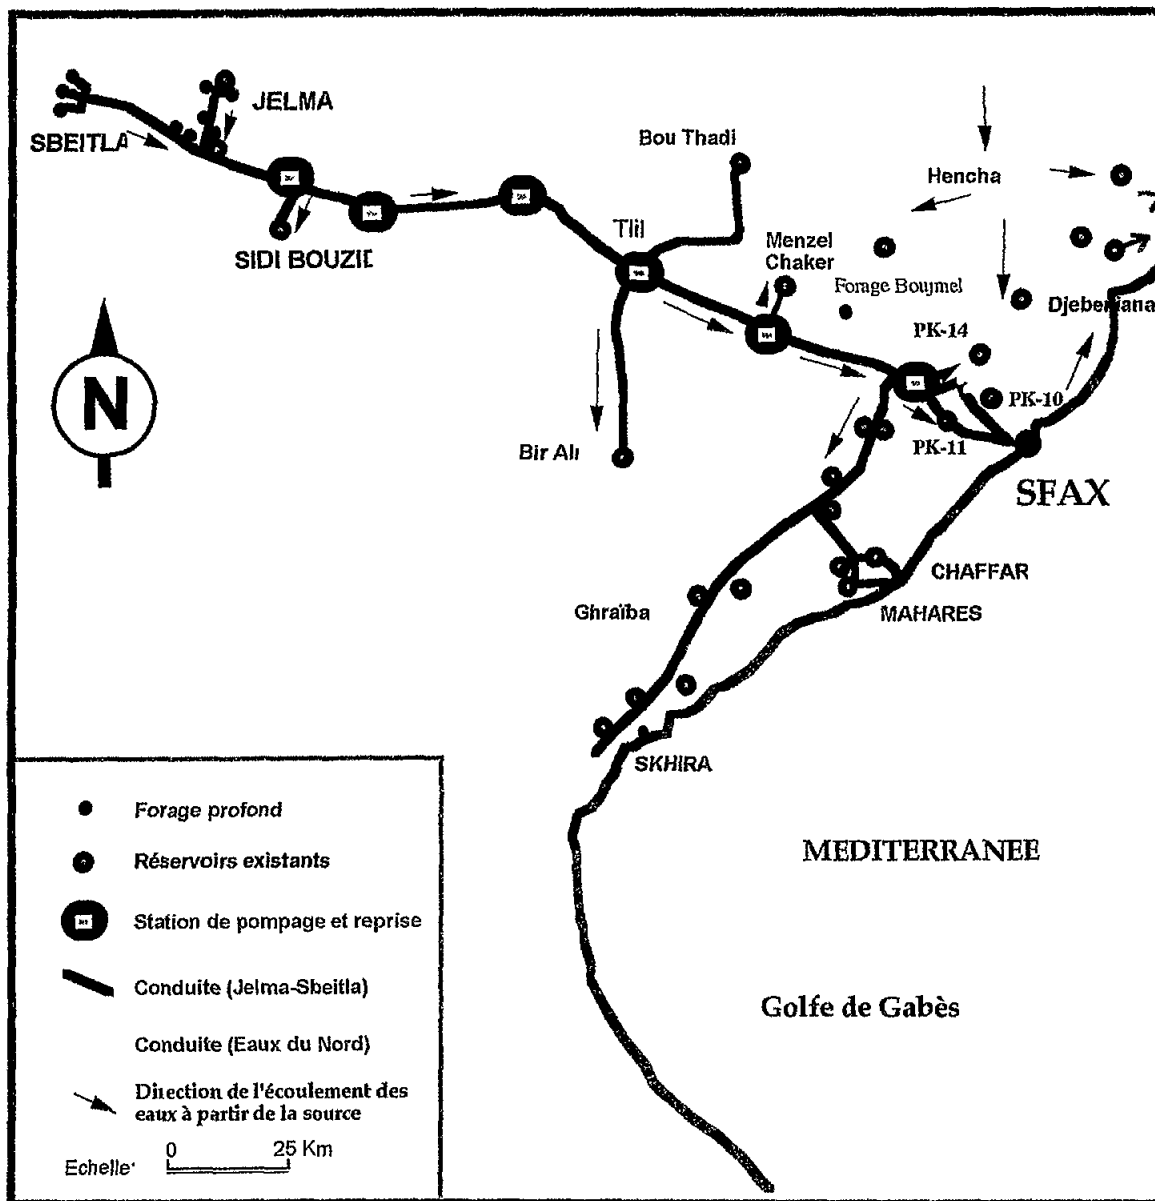 JELMA
SBEITLA
Bou Thadi
Hencha
Tlil
Menzel
Chaker
SIDI BOUZIE
Forage Boujmel
Djebeniana
PK-14
N
PK-10
PK-11
Bir Ali
SFAX
CHAFFAR
Ghraïba
MAHARES
SKHIRA
Forage profond
Réservoirs existants
MEDITERRANEE
Station de pompage et reprise
Conduite (Jelma-Sbeitla)
Golfe de Gabès
Conduite (Eaux du Nord)
Direction de l'écoulement des
eaux à partir de la source
0 25 Km
Echelle: